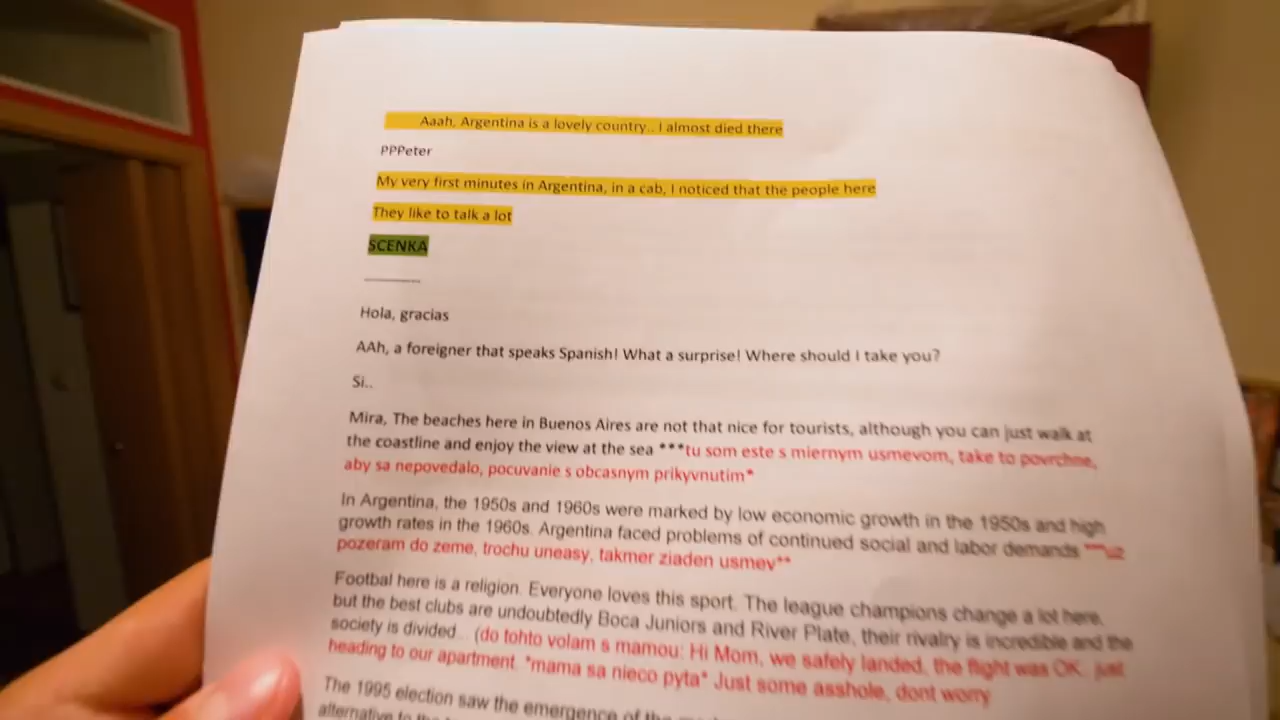 Aaah, Argentina is a lovely country.. I almost died there
PPPeter
My very first minutes in Argentina, in a cab, I noticed that the people here
They like to talk a lot
SCENKA
Hola, gracias
AAh, a foreigner that speaks Spanish! What a surprise! Where should I take you?
Si..
Mira, The beaches here in Buenos Aires are not that nice for tourists, although you can just walk at
the coastline and enjoy the view at the sea ***tu som este s miernym usmevom, take to povrchne,
aby sa nepovedalo, pocuvanie s obcasnym prikyvnutim*
In Argentina, the 1950s and 1960s were marked by low economic growth in the 1950s and high
growth rates in the 1960s. Argentina faced problems of continued social and labor demands ***uz
pozeram do zeme, trochu uneasy, takmer ziaden usmev**
Footbal here is a religion. Everyone loves this sport. The league champions change a lot here,
but the best clubs are undoubtedly Boca Juniors and River Plate, their rivalry is incredible and the
society is divided... (do tohto volam s mamou: Hi Mom, we safely landed, the flight was OK, just
heading to our apartment. *mama sa nieco pyta* Just some asshole, dont worry
The 1995 election saw the emergence of the
alternative to the